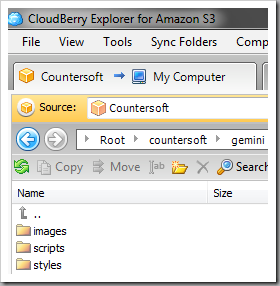 CloudBerry Explorer for Amazon S3
File View Tools Sync Folders Compar
Countersoft → My Computer
Source: Countersoft
Root countersoft gemini
Copy Move Search
Name Size
..
images
scripts
styles